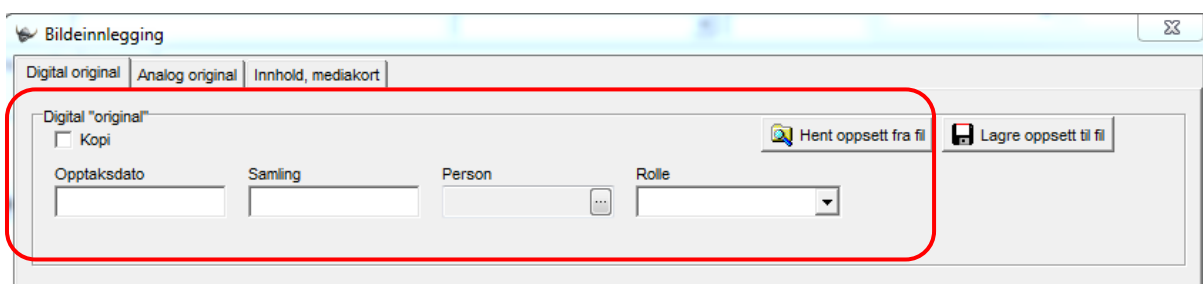 Bildeinnlegging
Digital original Analog original Innhold, mediakort
Digital "original"
Kopi Hent oppsett fra fil Lagre oppsett til fil
Opptaksdato Samling Person Rolle
...